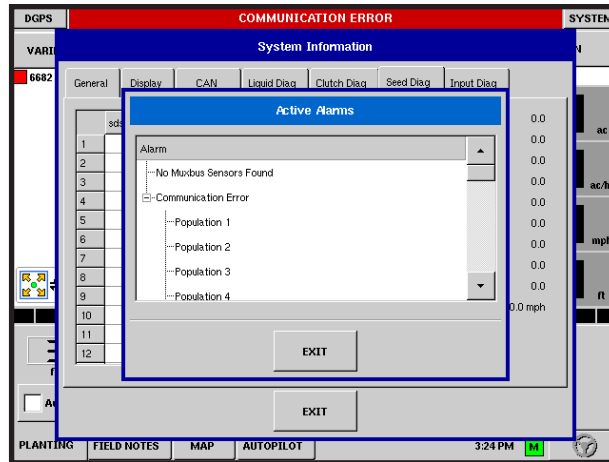 DGPS COMMUNICATION ERROR SYSTEM
System Information
6682
General Display CAN Liquid Diag Clutch Diag Seed Diag Input Diag
Active Alarms
Alarm
No Muxbus Sensors Found
Communication Error
Population 1
Population 2
Population 3
Population 4
EXIT
1
2
3
4
5
6
7
8
9
10
11
12
0.0
0.0
0.0
0.0
0.0
0.0
0.0
0.0
0.0
0.0 mph
ac
ac/h
mph
ft
EXIT
PLANTING FIELD NOTES MAP AUTOPILOT 3:24 PM M